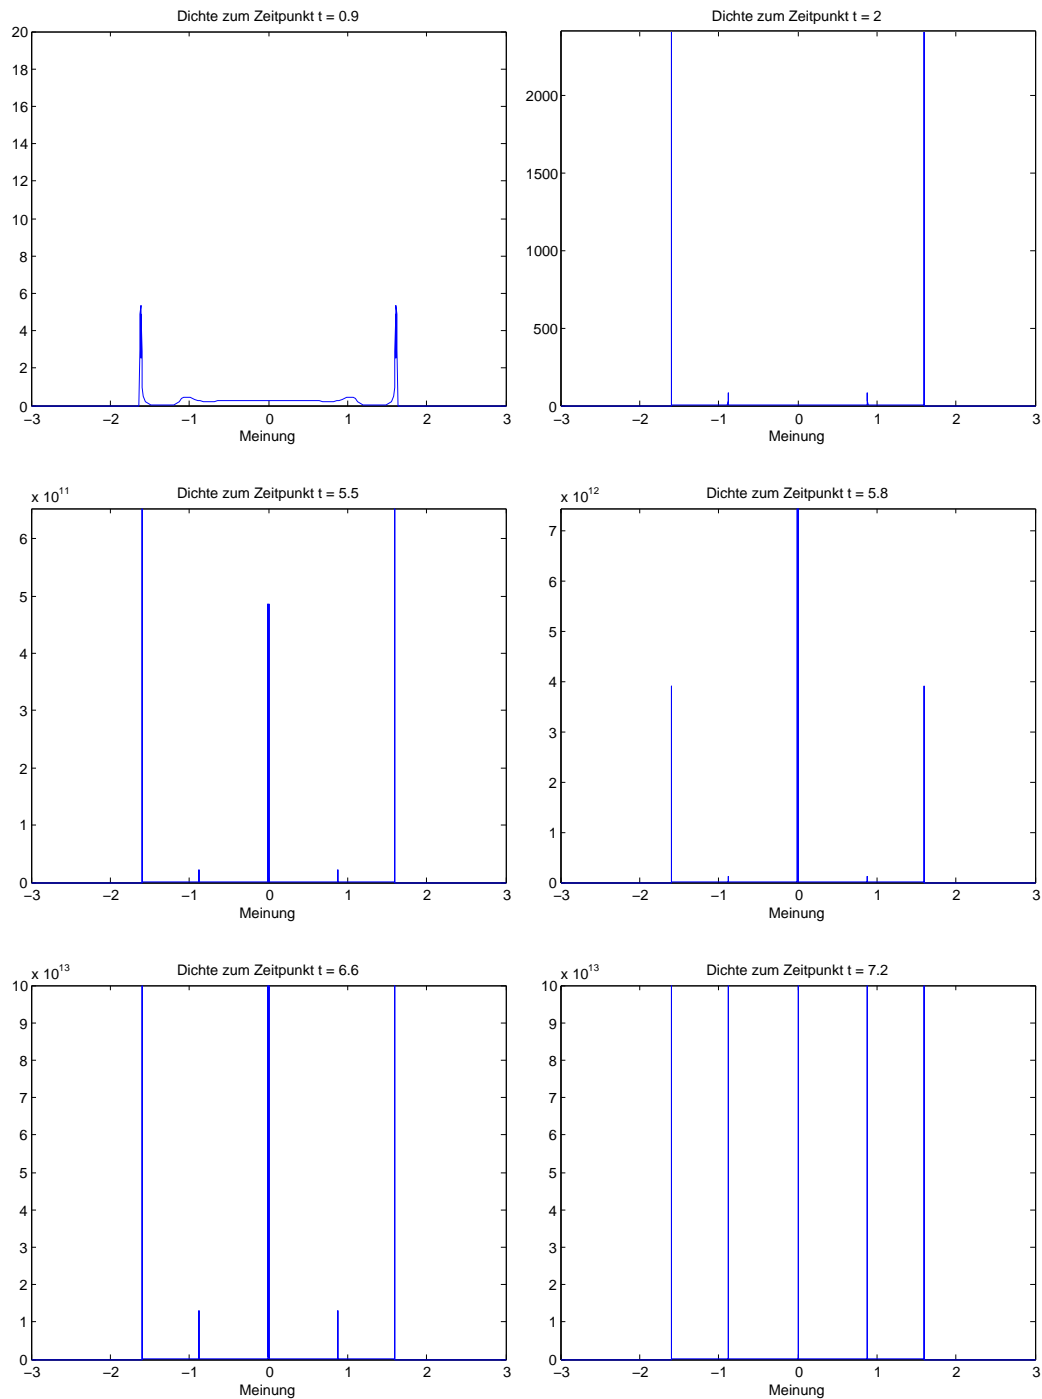 Dichte zum Zeitpunkt t = 0.9
20
18
16
14
12
10
8
6
4
2
0
−3 −2 −1 0 1 2 3
Meinung
Dichte zum Zeitpunkt t = 2
2000
1500
1000
500
0
−3 −2 −1 0 1 2 3
Meinung
x 10^11
Dichte zum Zeitpunkt t = 5.5
6
5
4
3
2
1
0
−3 −2 −1 0 1 2 3
Meinung
x 10^12
Dichte zum Zeitpunkt t = 5.8
7
6
5
4
3
2
1
0
−3 −2 −1 0 1 2 3
Meinung
x 10^13
Dichte zum Zeitpunkt t = 6.6
10
9
8
7
6
5
4
3
2
1
0
−3 −2 −1 0 1 2 3
Meinung
x 10^13
Dichte zum Zeitpunkt t = 7.2
10
9
8
7
6
5
4
3
2
1
0
−3 −2 −1 0 1 2 3
Meinung